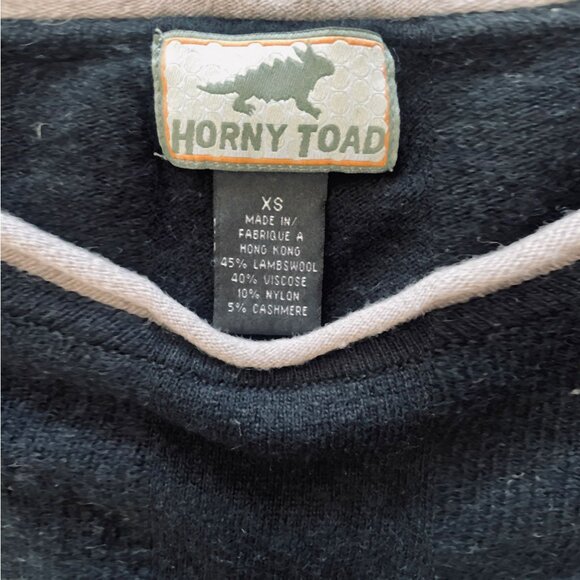 HORNY TOAD
XS
MADE IN/
FABRIQUE A
HONG KONG
45% LAMBSWOOL
40% VISCOSE
10% NYLON
5% CASHMERE